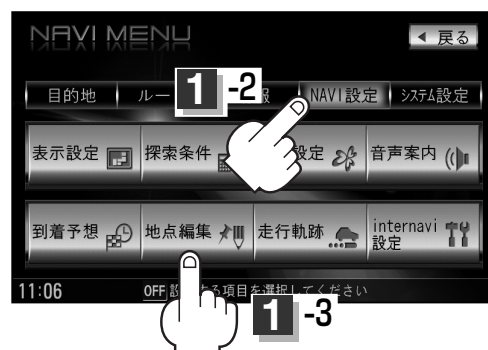 NAVI MENU
◀ 戻る
目的地 ルー 報 NAVI設定 システム設定
1 -2
表示設定 探索条件 設定 音声案内
到着予想 地点編集 走行軌跡 internavi
設定
11:06 OFF 設 する項目を選択してください
1 -3